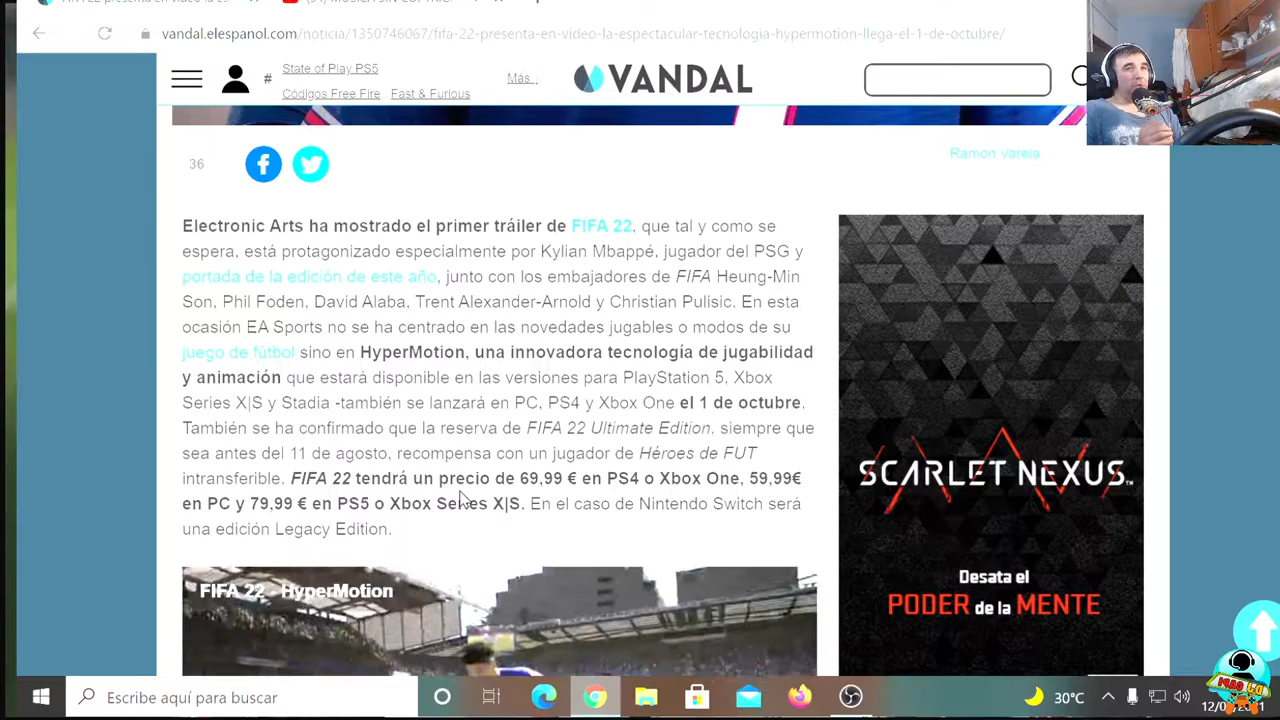 vandal.elespanol.com/noticia/1350746067/fifa-22-presenta-en-video-la-espectacular-tecnologia-hypermotion-llega-el-1-de-octubre/
# State of Play PS5
Más
VANDAL
Códigos Free Fire Fast & Furious
36
Ramón Varela
Electronic Arts ha mostrado el primer tráiler de FIFA 22, que tal y como se
espera, está protagonizado especialmente por Kylian Mbappé, jugador del PSG y
portada de la edición de este año, junto con los embajadores de FIFA Heung-Min
Son, Phil Foden, David Alaba, Trent Alexander-Arnold y Christian Pulisic. En esta
ocasión EA Sports no se ha centrado en las novedades jugables o modos de su
juego de fútbol sino en HyperMotion, una innovadora tecnología de jugabilidad
y animación que estará disponible en las versiones para PlayStation 5, Xbox
Series X|S y Stadia -también se lanzará en PC, PS4 y Xbox One el 1 de octubre.
También se ha confirmado que la reserva de FIFA 22 Ultimate Edition, siempre que
sea antes del 11 de agosto, recompensa con un jugador de Héroes de FUT
intransferible. FIFA 22 tendrá un precio de 69,99 € en PS4 o Xbox One, 59,99€
en PC y 79,99 € en PS5 o Xbox Series X|S. En el caso de Nintendo Switch será
una edición Legacy Edition.
FIFA 22 - HyperMotion
SCARLET NEXUS
Desata el
PODER de la MENTE
Escribe aquí para buscar
30°C